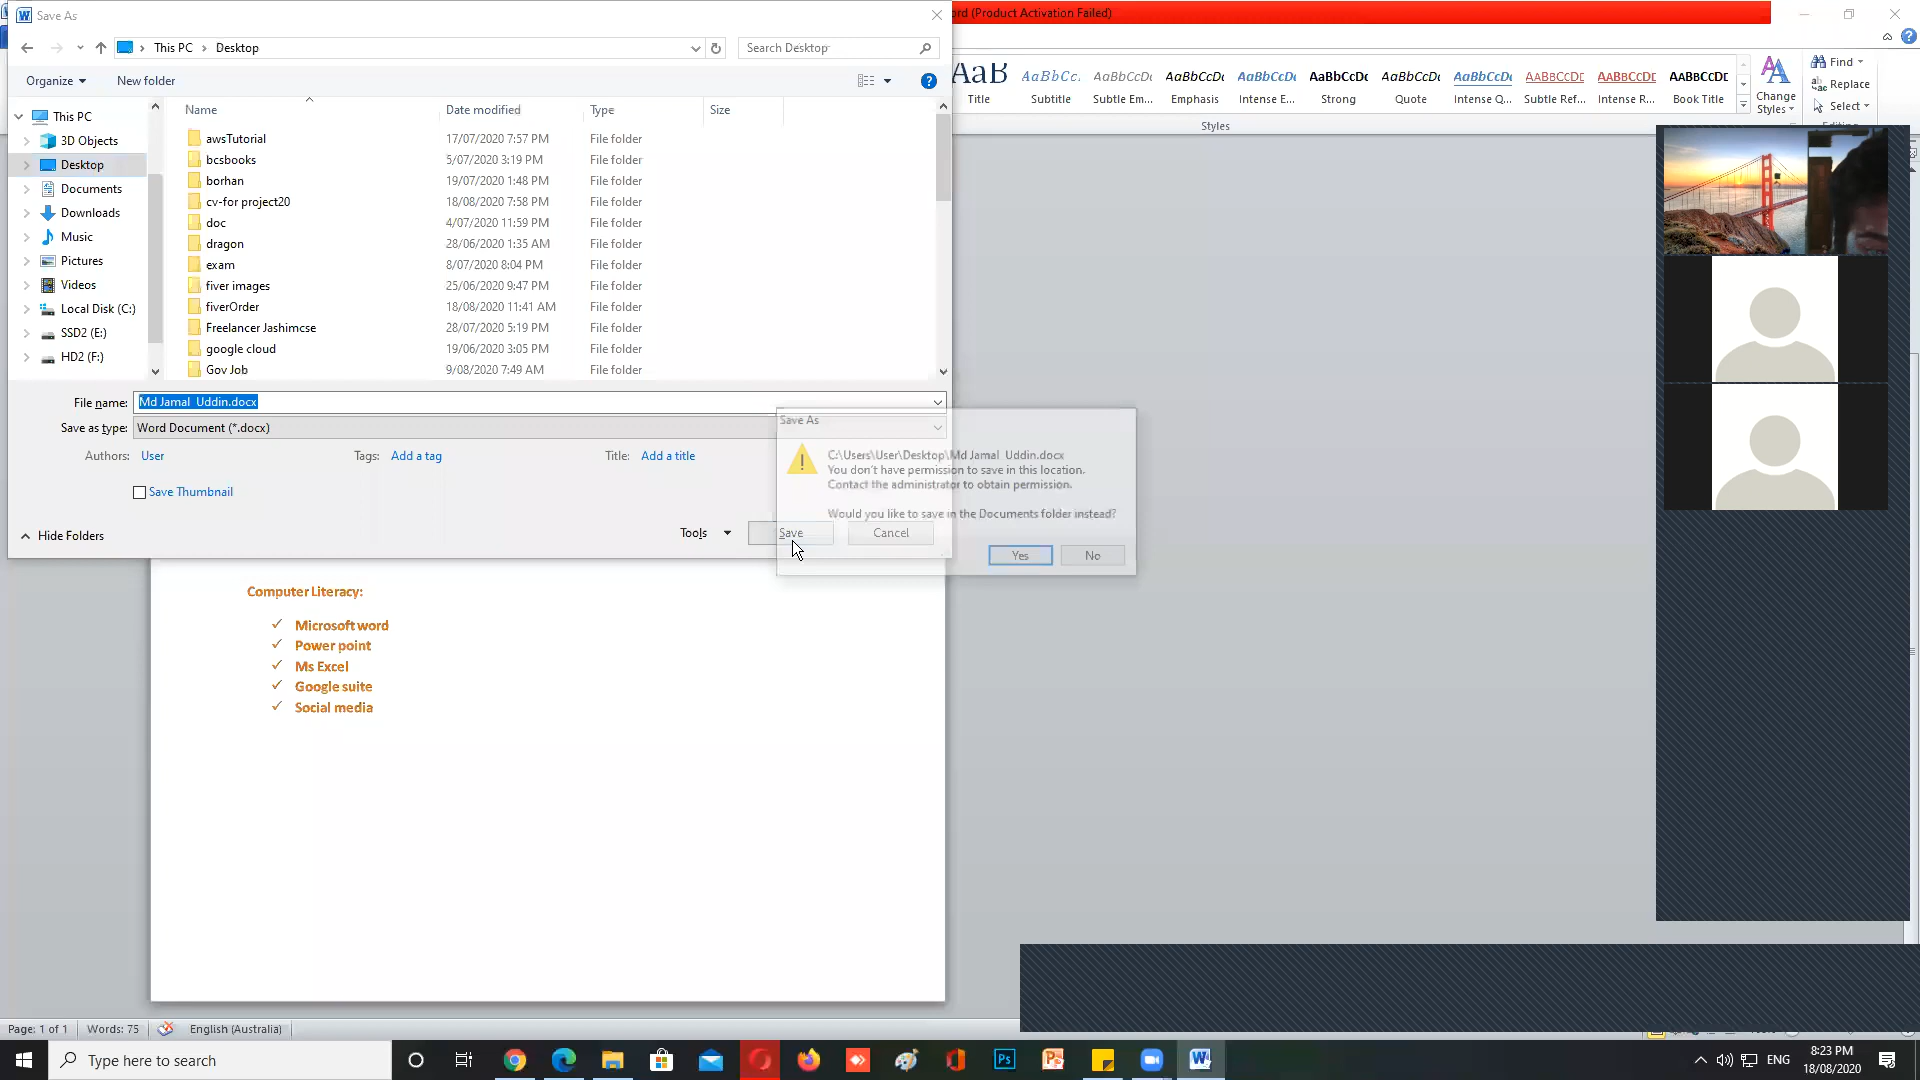 Save As
ord (Product Activation Failed)
This PC
Desktop
Search Desktop
Organize
New folder
Name
Date modified
Type
Size
This PC
3D Objects
Desktop
Documents
Downloads
Music
Pictures
Videos
Local Disk (C:)
SSD2 (E:)
HD2 (F:)
awsTutorial 17/07/2020 7:57 PM File folder
bcsbooks 5/07/2020 3:19 PM File folder
borhan 19/07/2020 1:48 PM File folder
cv-for project20 18/08/2020 7:58 PM File folder
doc 4/07/2020 11:59 PM File folder
dragon 28/06/2020 1:35 AM File folder
exam 8/07/2020 8:04 PM File folder
fiver images 25/06/2020 9:47 PM File folder
fiverOrder 18/08/2020 11:41 AM File folder
Freelancer Jashimcse 28/07/2020 5:19 PM File folder
google cloud 19/06/2020 3:05 PM File folder
Gov Job 9/08/2020 7:49 AM File folder
File name: Md Jamal Uddin.docx
Save as type: Word Document (*.docx)
Authors: User
Tags: Add a tag
Title: Add a title
Save Thumbnail
Hide Folders
Tools
Save
Cancel
Save As
C:\Users\User\Desktop\Md Jamal Uddin.docx
You don't have permission to save in this location.
Contact the administrator to obtain permission.
Would you like to save in the Documents folder instead?
Yes
No
AaB AaBbCc. AaBbCcDc AaBbCcDc AaBbCcDc AaBbCcDc AaBbCcDc AaBbCcDc AABBCCDE AABBCCDE AABBCCDE
Title Subtitle Subtle Em... Emphasis Intense E... Strong Quote Intense Q... Subtle Ref... Intense R... Book Title
Change
Styles
Styles
Find
Replace
Select
Editing
Computer Literacy:
✓ Microsoft word
✓ Power point
✓ Ms Excel
✓ Google suite
✓ Social media
Page: 1 of 1
Words: 75
English (Australia)
Type here to search
Ps
ENG
8:23 PM
18/08/2020